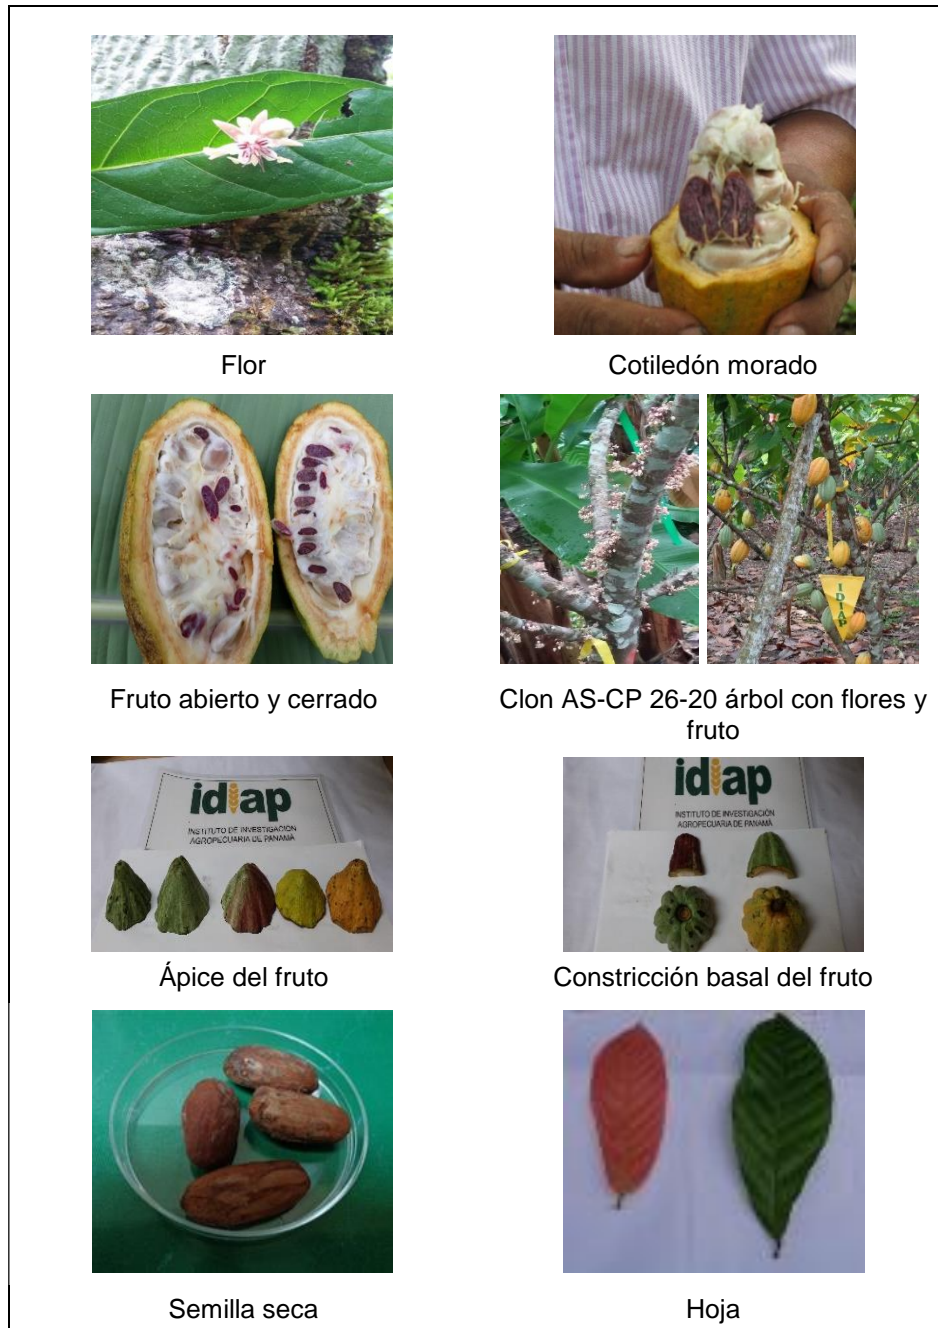 Flor
Cotiledón morado
Fruto abierto y cerrado
IDIAP
Clon AS-CP 26-20 árbol con flores y
fruto
idiap
INSTITUTO DE INVESTIGACIÓN
AGROPECUARIA DE PANAMÁ
Ápice del fruto
idiap
INSTITUTO DE INVESTIGACIÓN
AGROPECUARIA DE PANAMÁ
Constricción basal del fruto
Semilla seca
Hoja